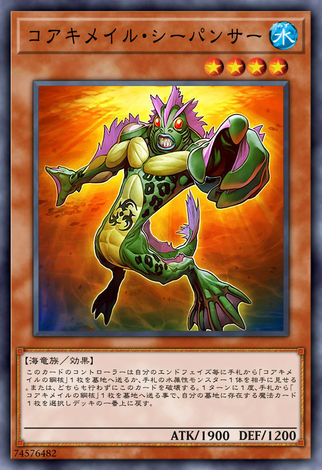 コアキメイル・シーパンサー
水
【海竜族／効果】
このカードのコントローラーは自分のエンドフェイズ毎に手札から「コアキメ
イルの鋼核」1枚を墓地へ送るか、手札の水属性モンスター1体を相手に見せ
る。または、どちらも行わずにこのカードを破壊する。1ターンに1度、手札から「コ
アキメイルの鋼核」1枚を墓地へ送る事で、自分の墓地に存在する魔法カード
1枚を選択しデッキの一番上に戻す。
ATK/1900 DEF/1200
74576482